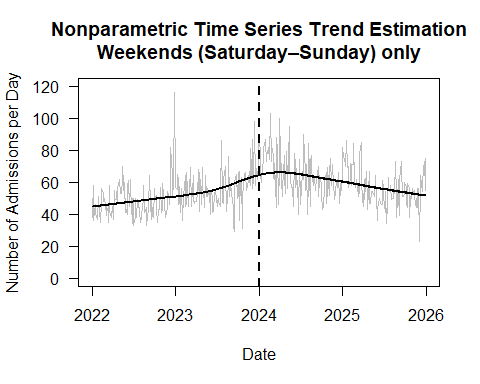 Nonparametric Time Series Trend Estimation
Weekends (Saturday–Sunday) only
Number of Admissions per Day
120
100
80
60
40
20
0
2022 2023 2024 2025 2026
Date